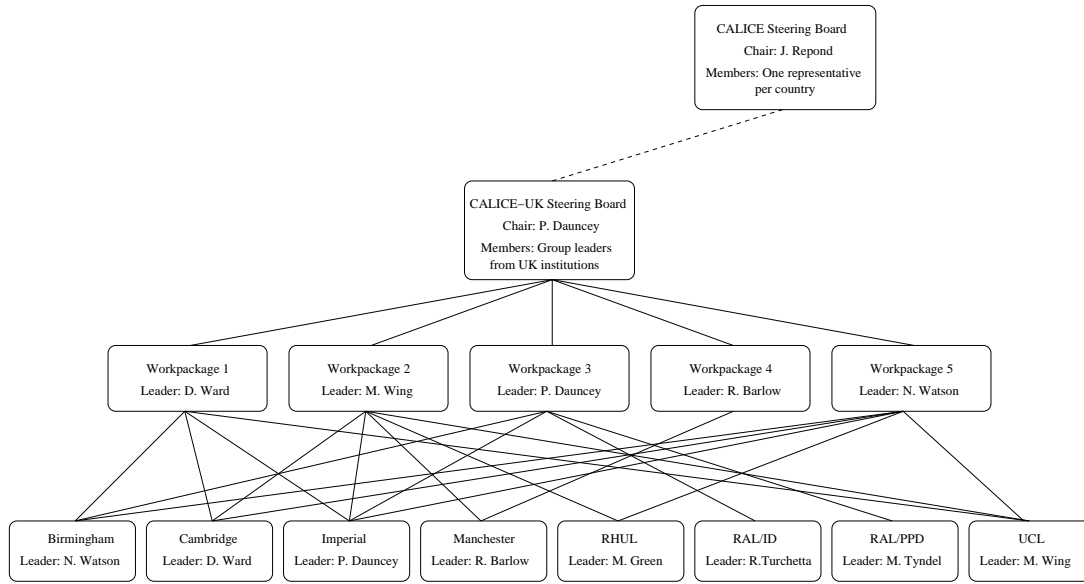 CALICE Steering Board
Chair: J. Repond
Members: One representative
per country
CALICE−UK Steering Board
Chair: P. Dauncey
Members: Group leaders
from UK institutions
Workpackage 1
Leader: D. Ward
Workpackage 2
Leader: M. Wing
Workpackage 3
Leader: P. Dauncey
Workpackage 4
Leader: R. Barlow
Workpackage 5
Leader: N. Watson
Birmingham
Leader: N. Watson
Cambridge
Leader: D. Ward
Imperial
Leader: P. Dauncey
Manchester
Leader: R. Barlow
RHUL
Leader: M. Green
RAL/ID
Leader: R.Turchetta
RAL/PPD
Leader: M. Tyndel
UCL
Leader: M. Wing